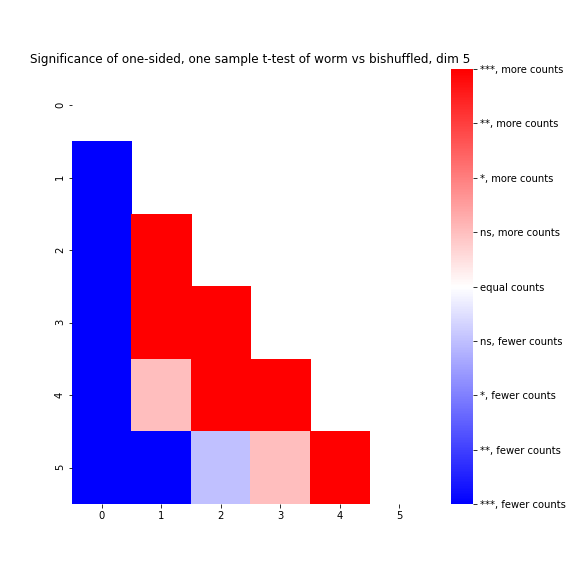 Significance of one-sided, one sample t-test of worm vs bishuffled, dim 5
0
1
2
3
4
5
0 1 2 3 4 5
***, more counts
**, more counts
*, more counts
ns, more counts
equal counts
ns, fewer counts
*, fewer counts
**, fewer counts
***, fewer counts